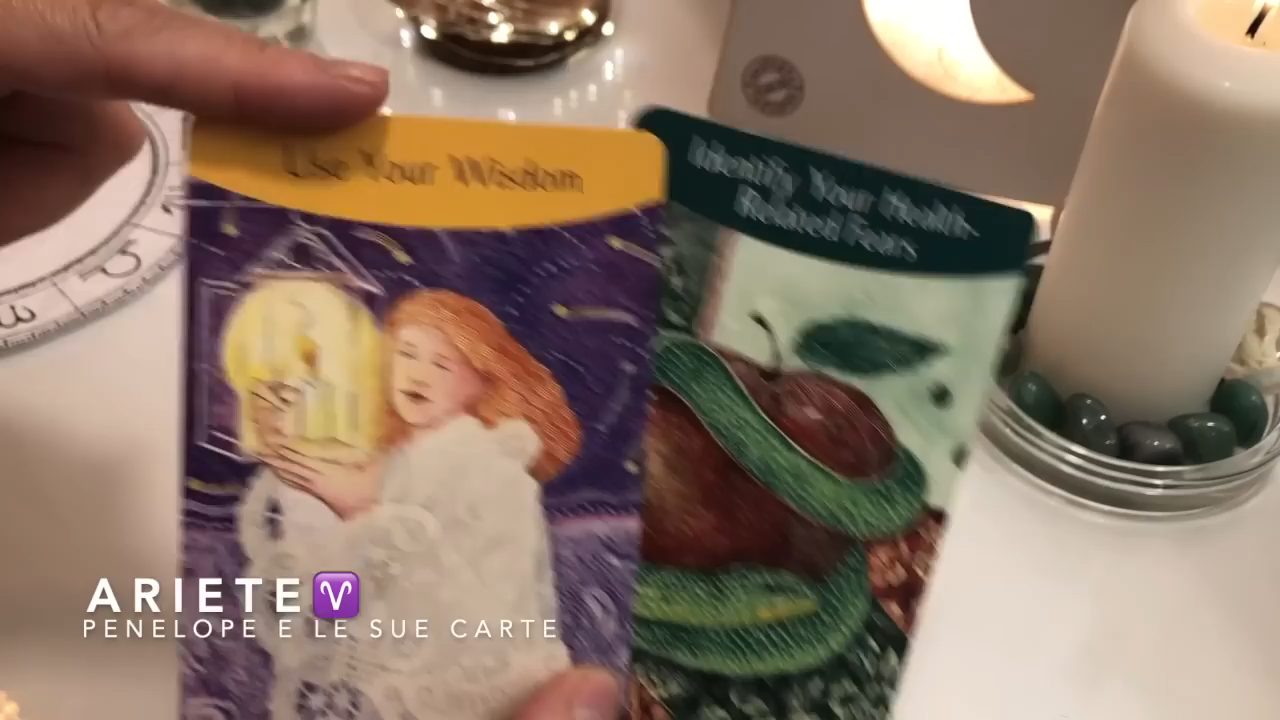 Use Your Wisdom
Identify Your Health-
Related Fears
ARIETE♈
PENELOPE E LE SUE CARTE